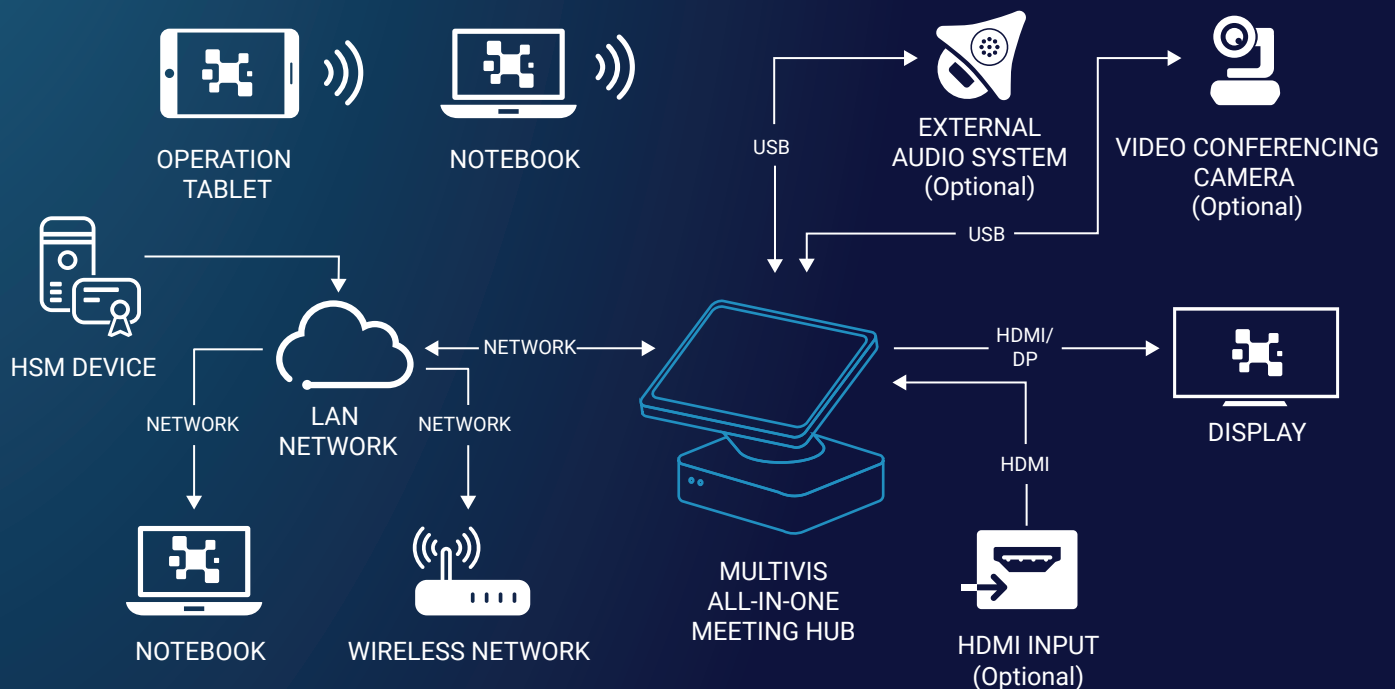 OPERATION
TABLET
NOTEBOOK
USB
EXTERNAL
AUDIO SYSTEM
(Optional)
VIDEO CONFERENCING
CAMERA
(Optional)
USB
HSM DEVICE
LAN
NETWORK
NETWORK
NETWORK
NETWORK
HDMI/
DP
DISPLAY
HDMI
NOTEBOOK
WIRELESS NETWORK
MULTIVIS
ALL-IN-ONE
MEETING HUB
HDMI INPUT
(Optional)